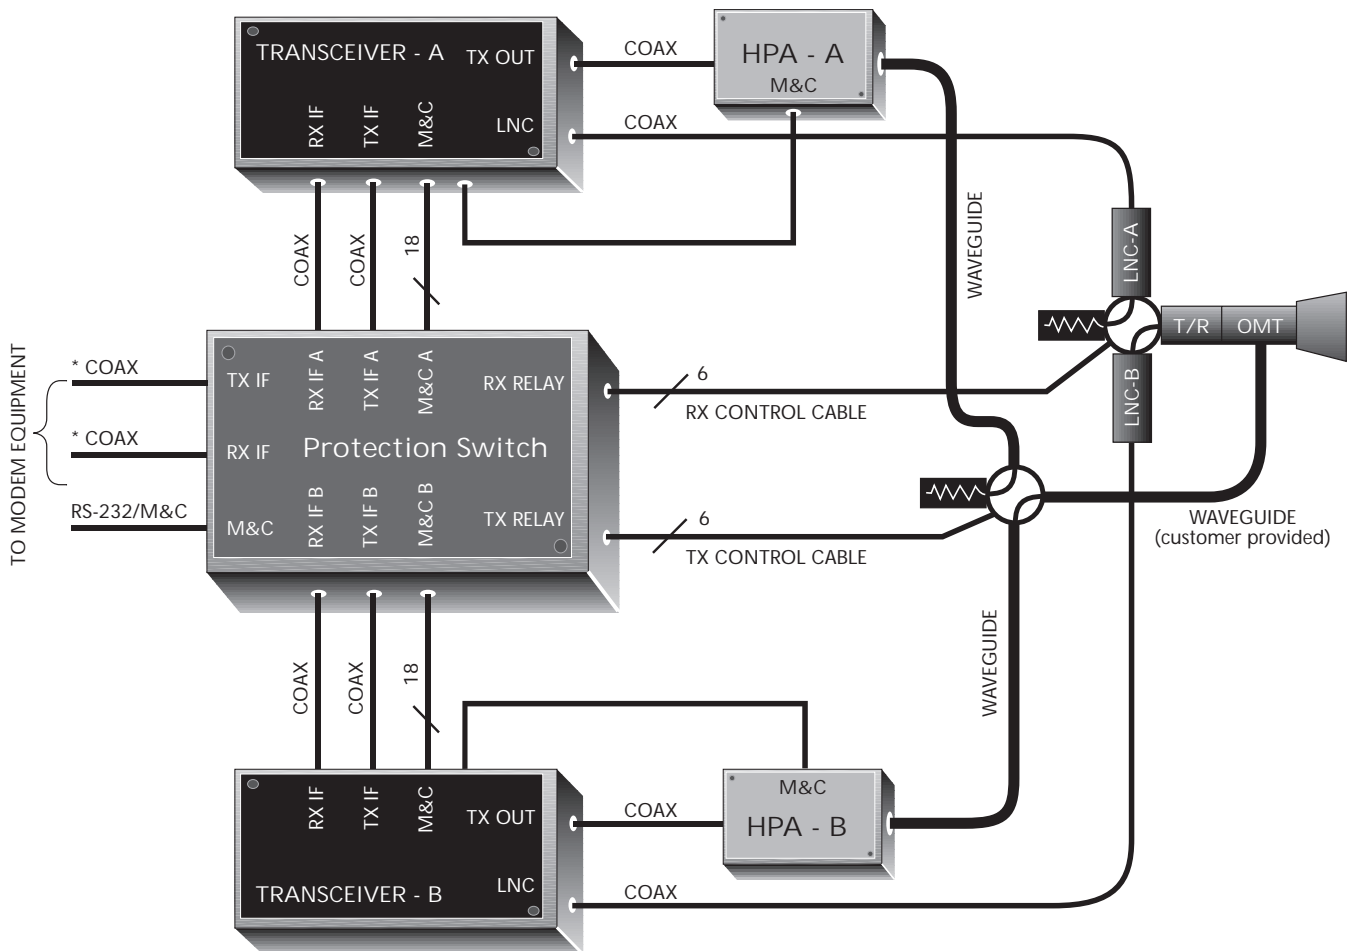 TRANSCEIVER - A
TX OUT
RX IF
TX IF
M&C
LNC
COAX
HPA - A
M&C
COAX
COAX
COAX
18
WAVEGUIDE
LNC-A
T/R
OMT
LNC-B
TO MODEM EQUIPMENT
* COAX
* COAX
RS-232/M&C
TX IF
RX IF
M&C
RX IF A
TX IF A
M&C A
RX RELAY
Protection Switch
RX IF B
TX IF B
M&C B
TX RELAY
6
RX CONTROL CABLE
6
TX CONTROL CABLE
WAVEGUIDE
(customer provided)
WAVEGUIDE
COAX
COAX
18
RX IF
TX IF
M&C
TX OUT
LNC
TRANSCEIVER - B
COAX
M&C
HPA - B
COAX